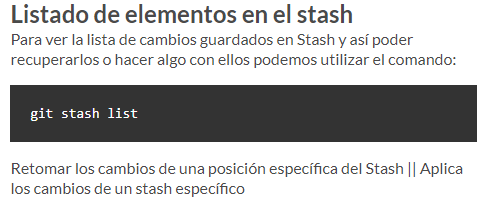 Listado de elementos en el stash
Para ver la lista de cambios guardados en Stash y así poder
recuperarlos o hacer algo con ellos podemos utilizar el comando:
git stash list
Retomar los cambios de una posición específica del Stash || Aplica
los cambios de un stash específico